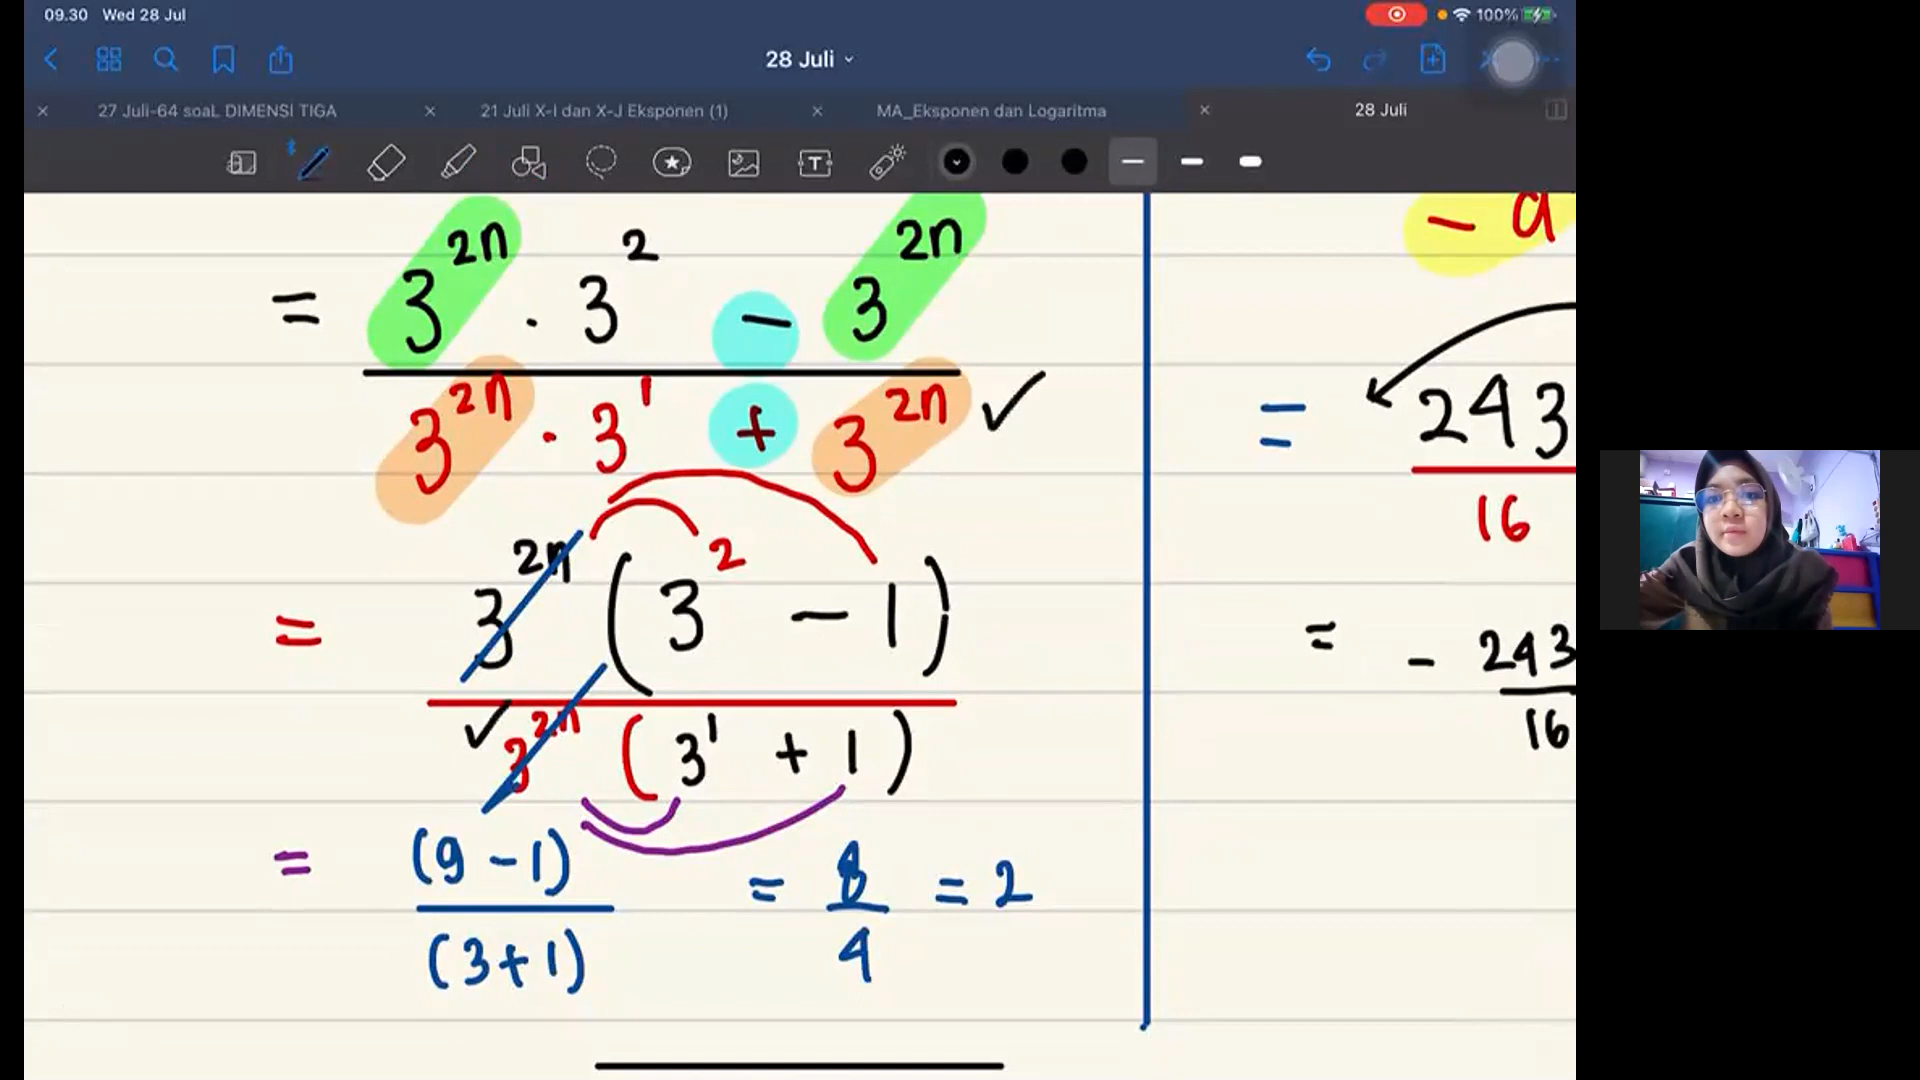 09.30 Wed 28 Jul
100%
28 Juli
27 Juli-64 soaL DIMENSI TIGA
21 Juli X-I dan X-J Eksponen (1)
MA_Eksponen dan Logaritma
28 Juli
= 3^2n . 3^2 − 3^2n
3^2n . 3^1 + 3^2n ✓
= 3^2n (3^2 − 1)
✓ 3^2n (3^1 + 1)
= (9 − 1) = 8 = 2
(3+1) 4
− a
= 243
16
= − 243
16